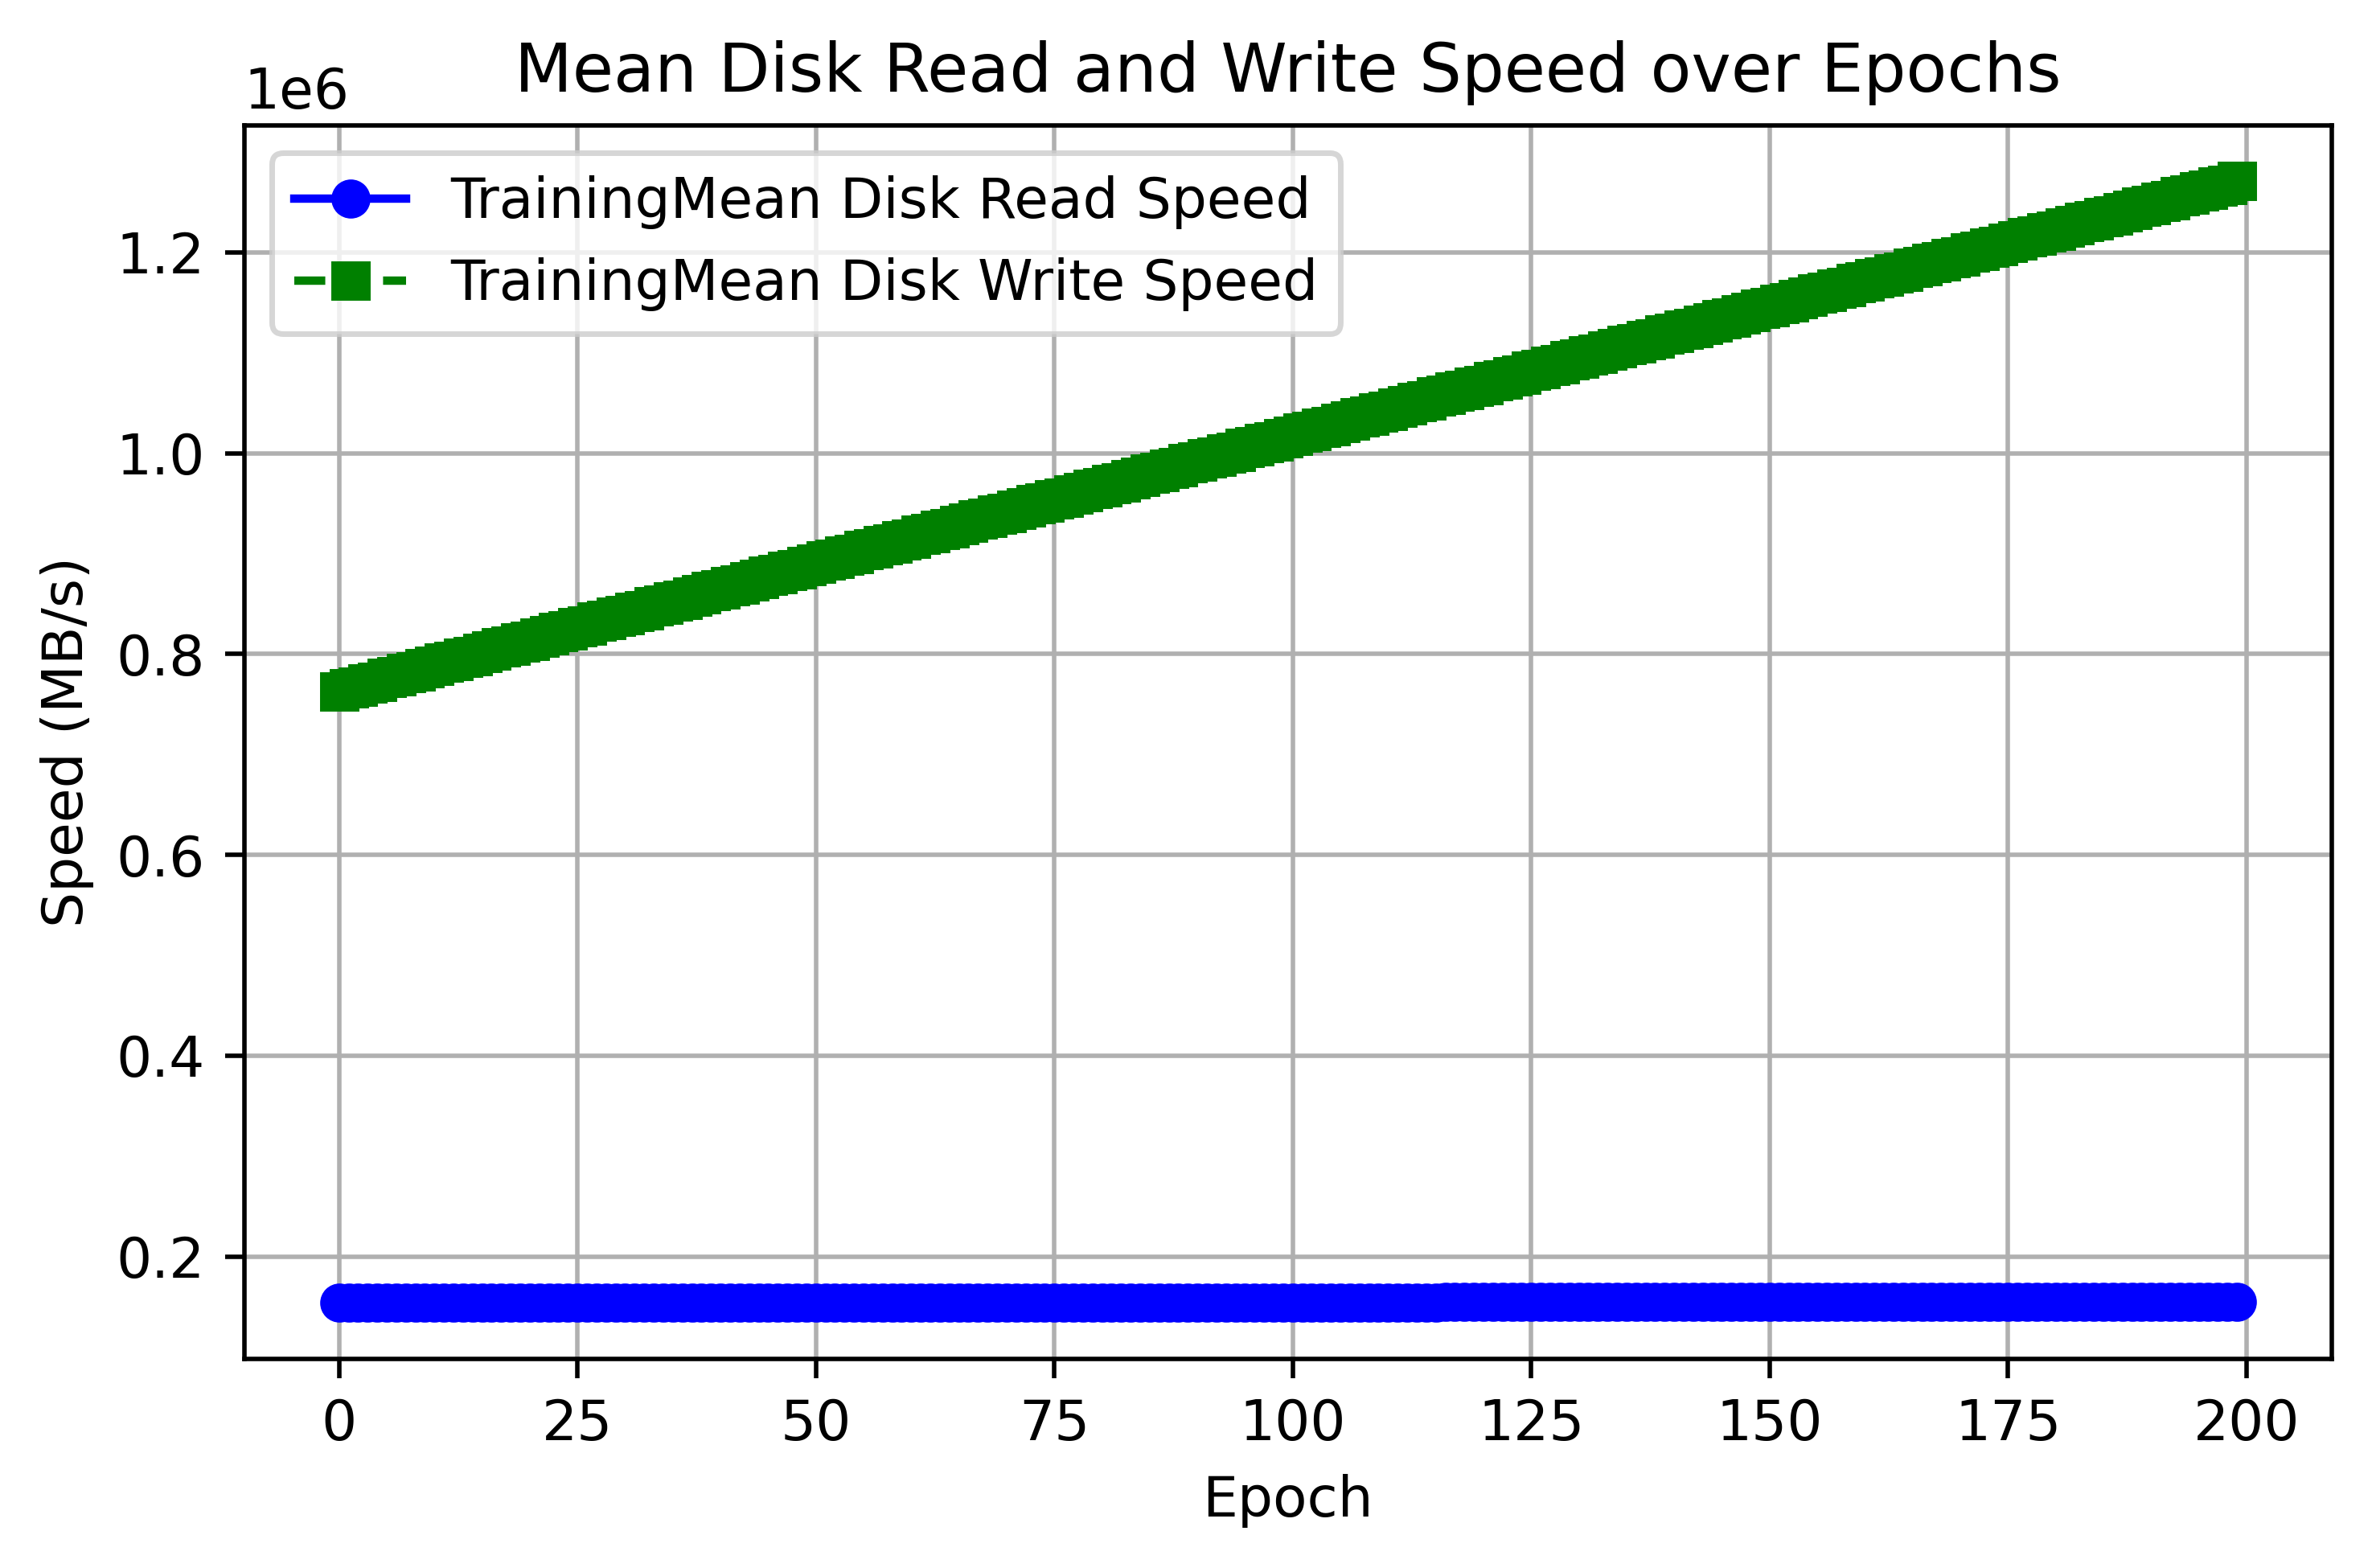 Mean Disk Read and Write Speed over Epochs
1e6
TrainingMean Disk Read Speed
TrainingMean Disk Write Speed
1.2
1.0
0.8
0.6
0.4
0.2
Speed (MB/s)
0 25 50 75 100 125 150 175 200
Epoch